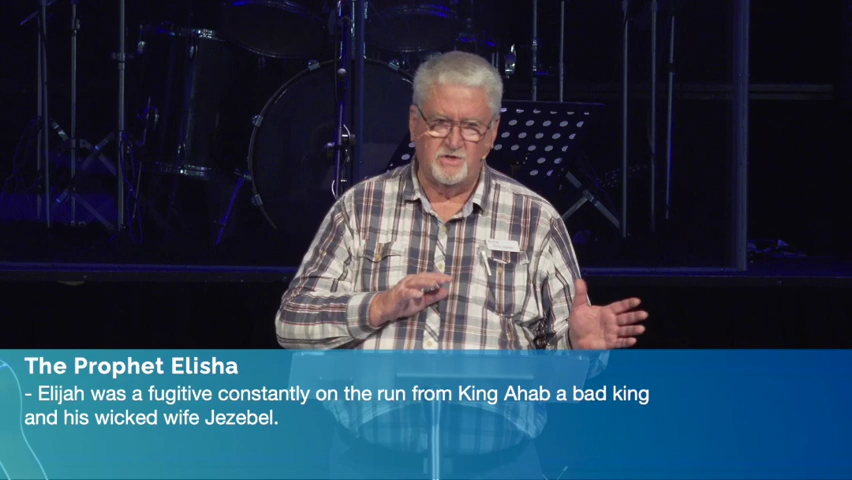 The Prophet Elisha
- Elijah was a fugitive constantly on the run from King Ahab a bad king
and his wicked wife Jezebel.